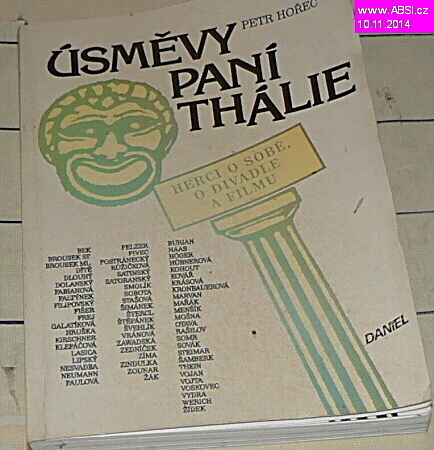 www.ABSI.cz
10.11.2014
PETR HOŘEC
ÚSMĚVY
PANÍ
THÁLIE
HERCI O SOBĚ,
O DIVADLE
A FILMU
BEK
BROUSEK ST.
BROUSEK ML.
DÍTĚ
DLOUHÝ
DOLANSKÝ
FABIANOVÁ
FALTÝNEK
FILIPOVSKÝ
FIŠER
FREJ
GALATÍKOVÁ
HRUŠKA
KIRSCHNER
KLEPÁČOVÁ
LASICA
LIPSKÝ
NESVADBA
NEUMANN
PAULOVÁ
PELZER
PIVEC
POSTRÁNECKÝ
RŮŽIČKOVÁ
SATINSKÝ
SATORANSKÝ
SMOLÍK
SOBOTA
STAŠOVÁ
ŠIMÁNEK
ŠTERCL
ŠTĚPÁNEK
ŠVEHLÍK
VRÁNOVÁ
ZAWADSKÁ
ZEDNÍČEK
ZÍMA
ZINDULKA
ZOUNAR
ŽÁK
BURIAN
HAAS
HÖGER
HÜBNEROVÁ
KOHOUT
KOVÁŘ
KRÁSOVÁ
KRONBAUEROVÁ
MARVAN
MAŘÁK
MENŠÍK
MOŠNA
OTAVA
RAŠILOV
SOMR
SOVÁK
STEIMAR
ŠAMBERK
THEIN
VOJAN
VOJTA
VOSKOVEC
VYDRA
WERICH
ŽÍDEK
DANIEL